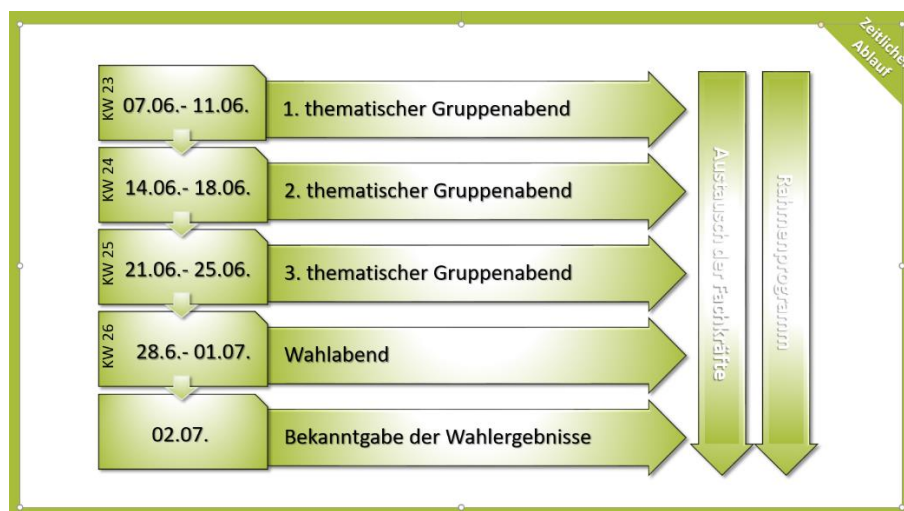 Zeitlicher
Ablauf
KW 23
07.06.- 11.06.
1. thematischer Gruppenabend
KW 24
14.06.- 18.06.
2. thematischer Gruppenabend
KW 25
21.06.- 25.06.
3. thematischer Gruppenabend
KW 26
28.6.- 01.07.
Wahlabend
02.07.
Bekanntgabe der Wahlergebnisse
Austausch der Fachkräfte
Rahmenprogramm